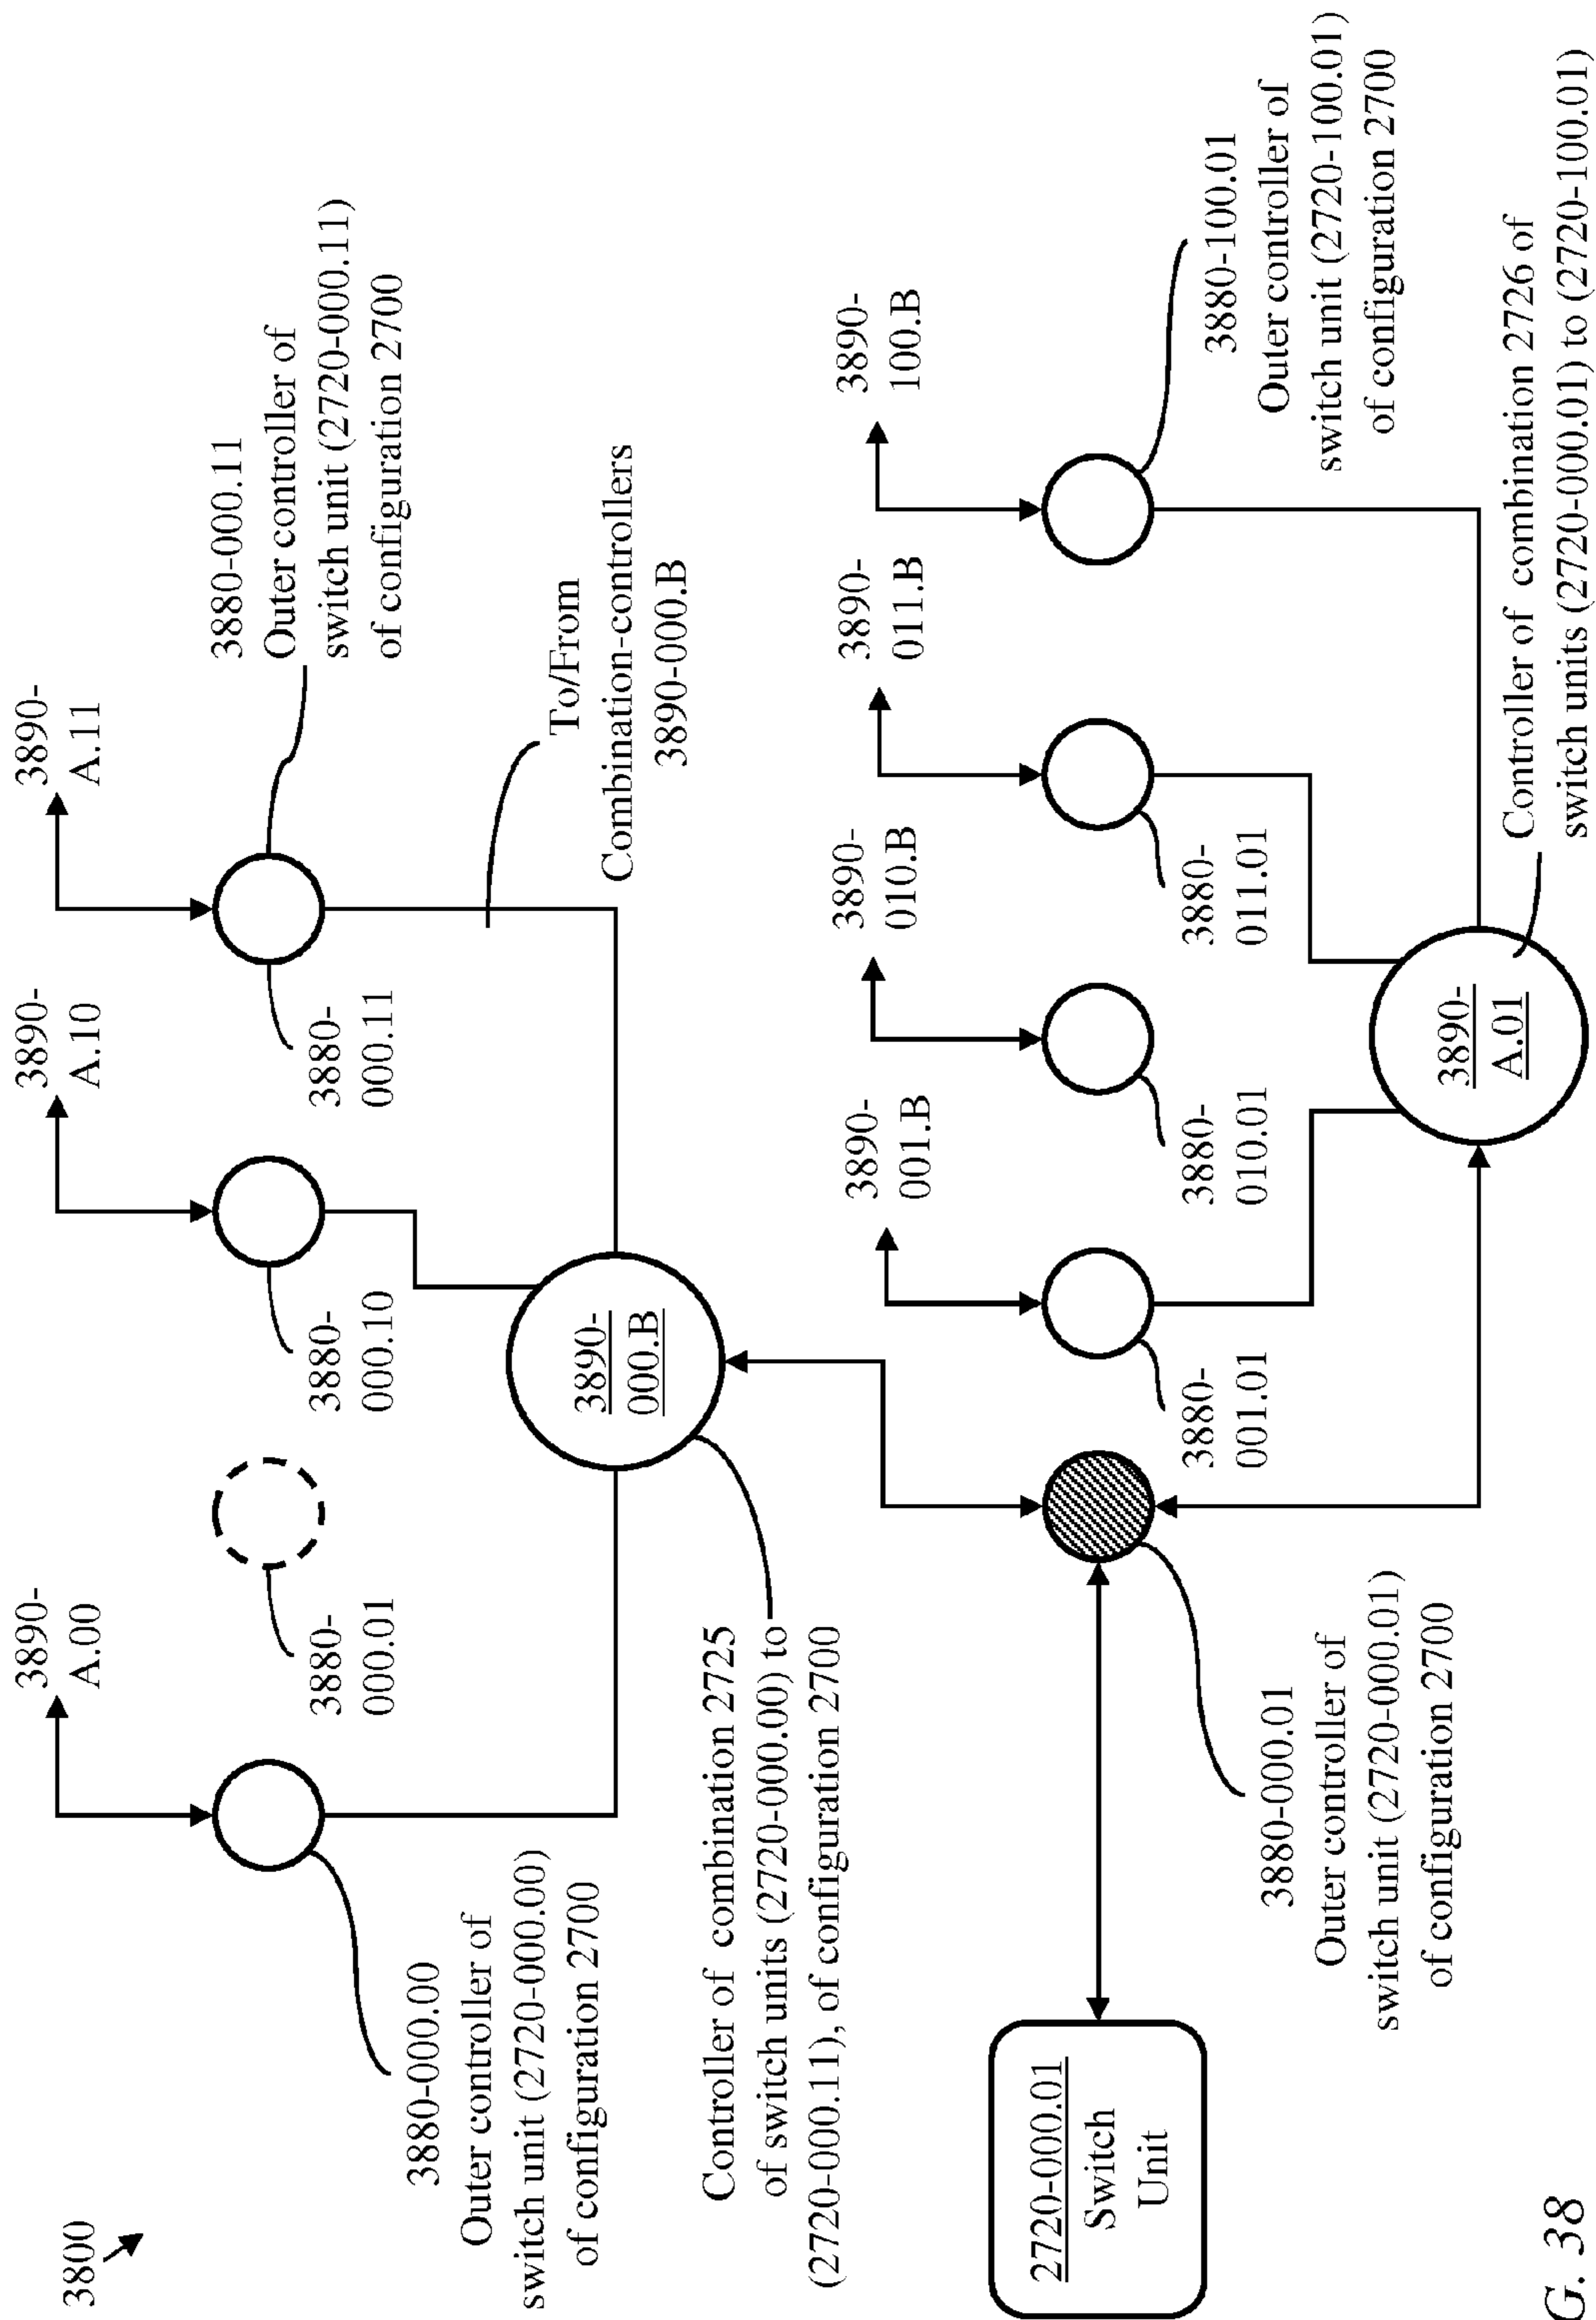 3800
3890-
A.00
3890-
A.10
3890-
A.11
3880-000.00
Outer controller of
switch unit (2720-000.00)
of configuration 2700
3880-
000.01
3880-
000.10
3880-
000.11
3880-000.11
Outer controller of
switch unit (2720-000.11)
of configuration 2700
To/From
Combination-controllers
3890-000.B
3890-
000.B
Controller of combination 2725
of switch units (2720-000.00) to
(2720-000.11), of configuration 2700
3890-
001.B
3890-
010.B
3890-
011.B
3890-
100.B
2720-000.01
Switch
Unit
3880-000.01
Outer controller of
switch unit (2720-000.01)
of configuration 2700
3880-
001.01
3880-
010.01
3880-
011.01
3880-100.01
Outer controller of
switch unit (2720-100.01)
of configuration 2700
3890-
A.01
Controller of combination 2726 of
switch units (2720-000.01) to (2720-100.01)
G. 38